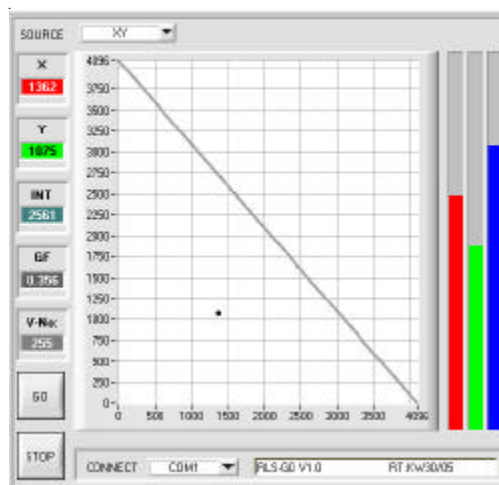 SOURCE XY
X
1362
Y
1075
INT
2561
GF
0.356
V-No:
255
GO
STOP
4096
3750
3500
3250
3000
2750
2500
2250
2000
1750
1500
1250
1000
750
500
250
0
0 500 1000 1500 2000 2500 3000 3500 4096
CONNECT COM1 RLS-GD V1.0 RT:KW30/05